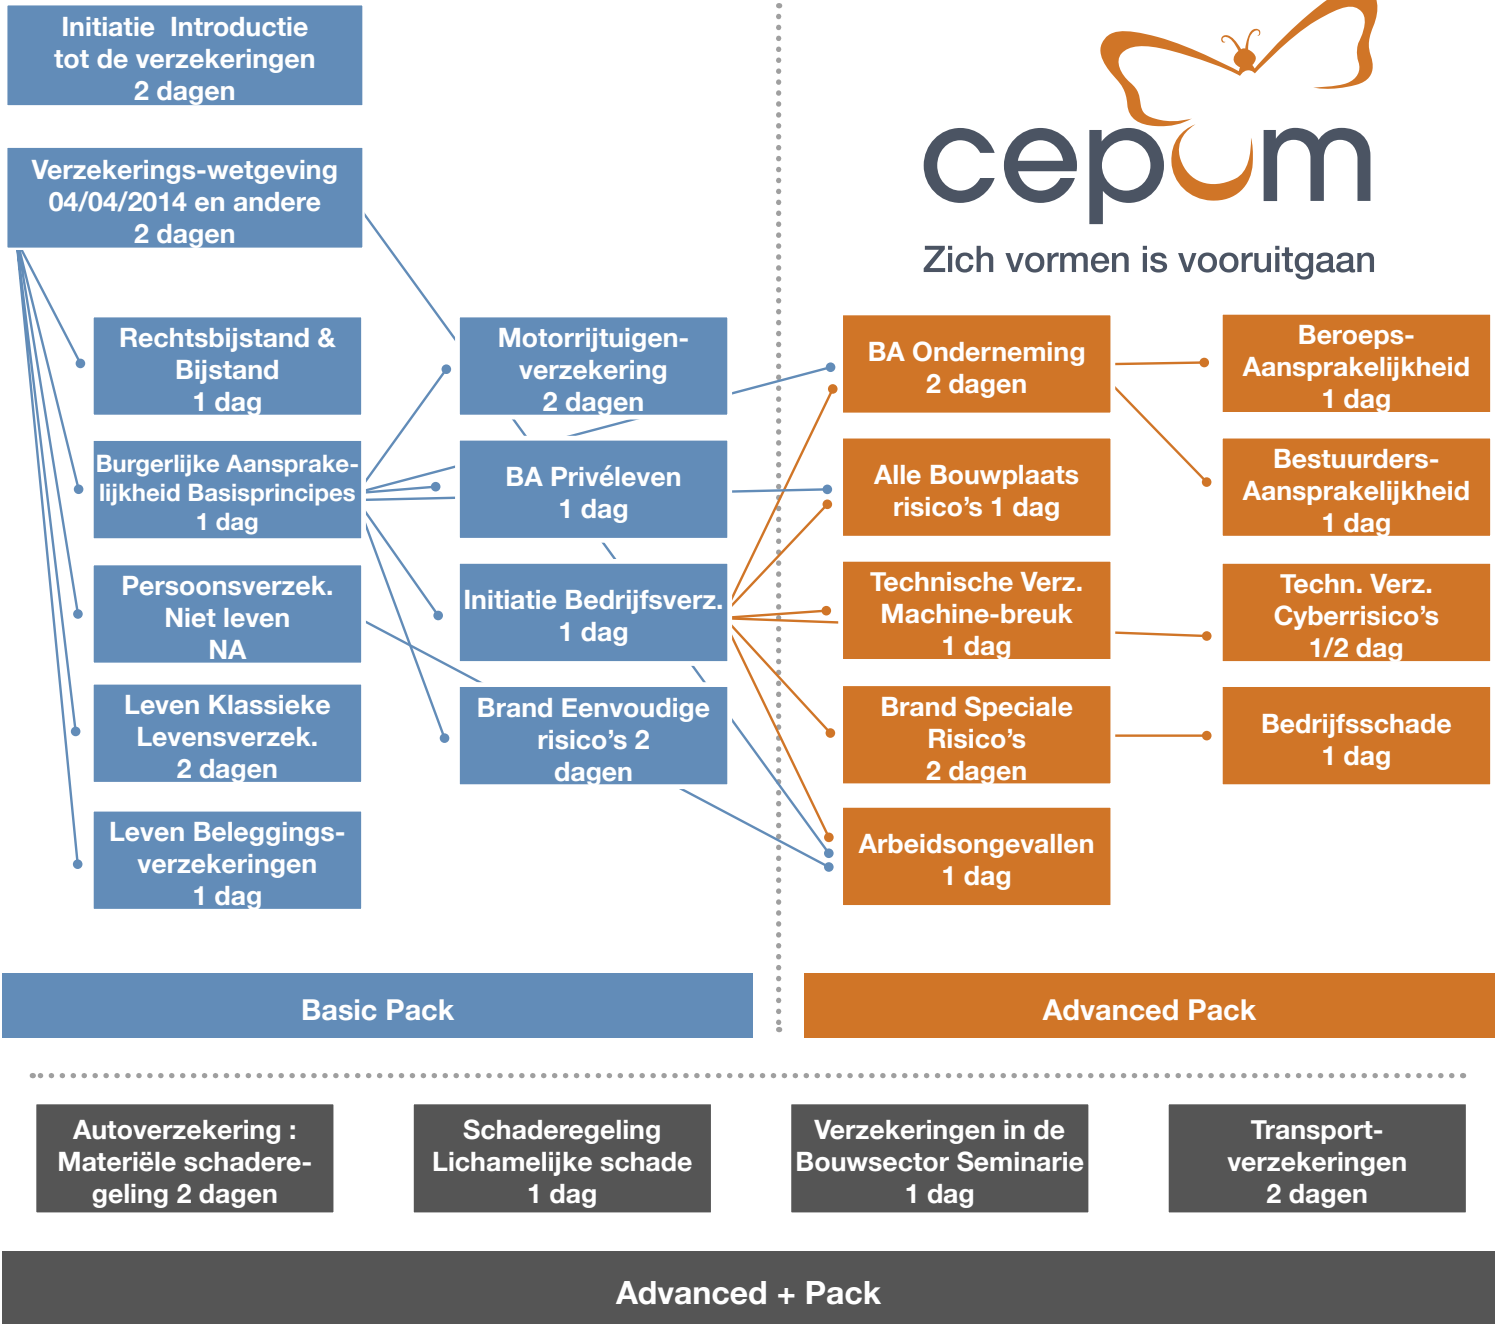 Initiatie Introductie
tot de verzekeringen
2 dagen
cepom
Zich vormen is vooruitgaan
Verzekerings-wetgeving
04/04/2014 en andere
2 dagen
Rechtsbijstand &
Bijstand
1 dag
Burgerlijke Aansprake-
lijkheid Basisprincipes
1 dag
Persoonsverzek.
Niet leven
NA
Leven Klassieke
Levensverzek.
2 dagen
Leven Beleggings-
verzekeringen
1 dag
Motorrijtuigen-
verzekering
2 dagen
BA Privéleven
1 dag
Initiatie Bedrijfsverz.
1 dag
Brand Eenvoudige
risico's 2
dagen
BA Onderneming
2 dagen
Alle Bouwplaats
risico's 1 dag
Technische Verz.
Machine-breuk
1 dag
Brand Speciale
Risico's
2 dagen
Arbeidsongevallen
1 dag
Beroeps-
Aansprakelijkheid
1 dag
Bestuurders-
Aansprakelijkheid
1 dag
Techn. Verz.
Cyberrisico's
1/2 dag
Bedrijfsschade
1 dag
Basic Pack
Advanced Pack
Autoverzekering :
Materiële schadere-
geling 2 dagen
Schaderegeling
Lichamelijke schade
1 dag
Verzekeringen in de
Bouwsector Seminarie
1 dag
Transport-
verzekeringen
2 dagen
Advanced + Pack